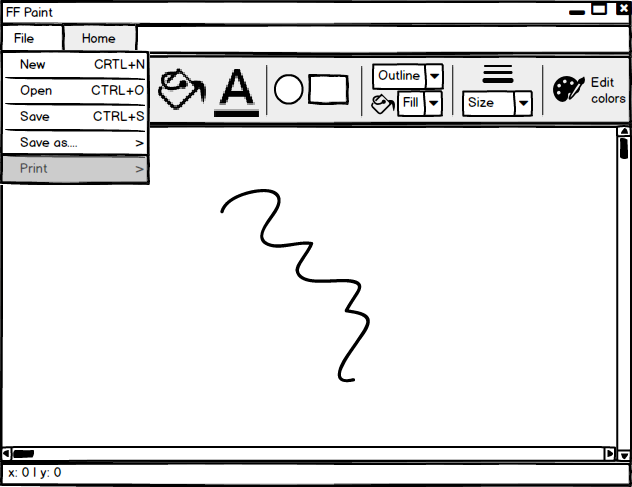 FF Paint
File Home
New CRTL+N
Open CTRL+O
Save CTRL+S
Save as.... >
Print >
A
Outline
Fill
Size
Edit
colors
x: 0 | y: 0